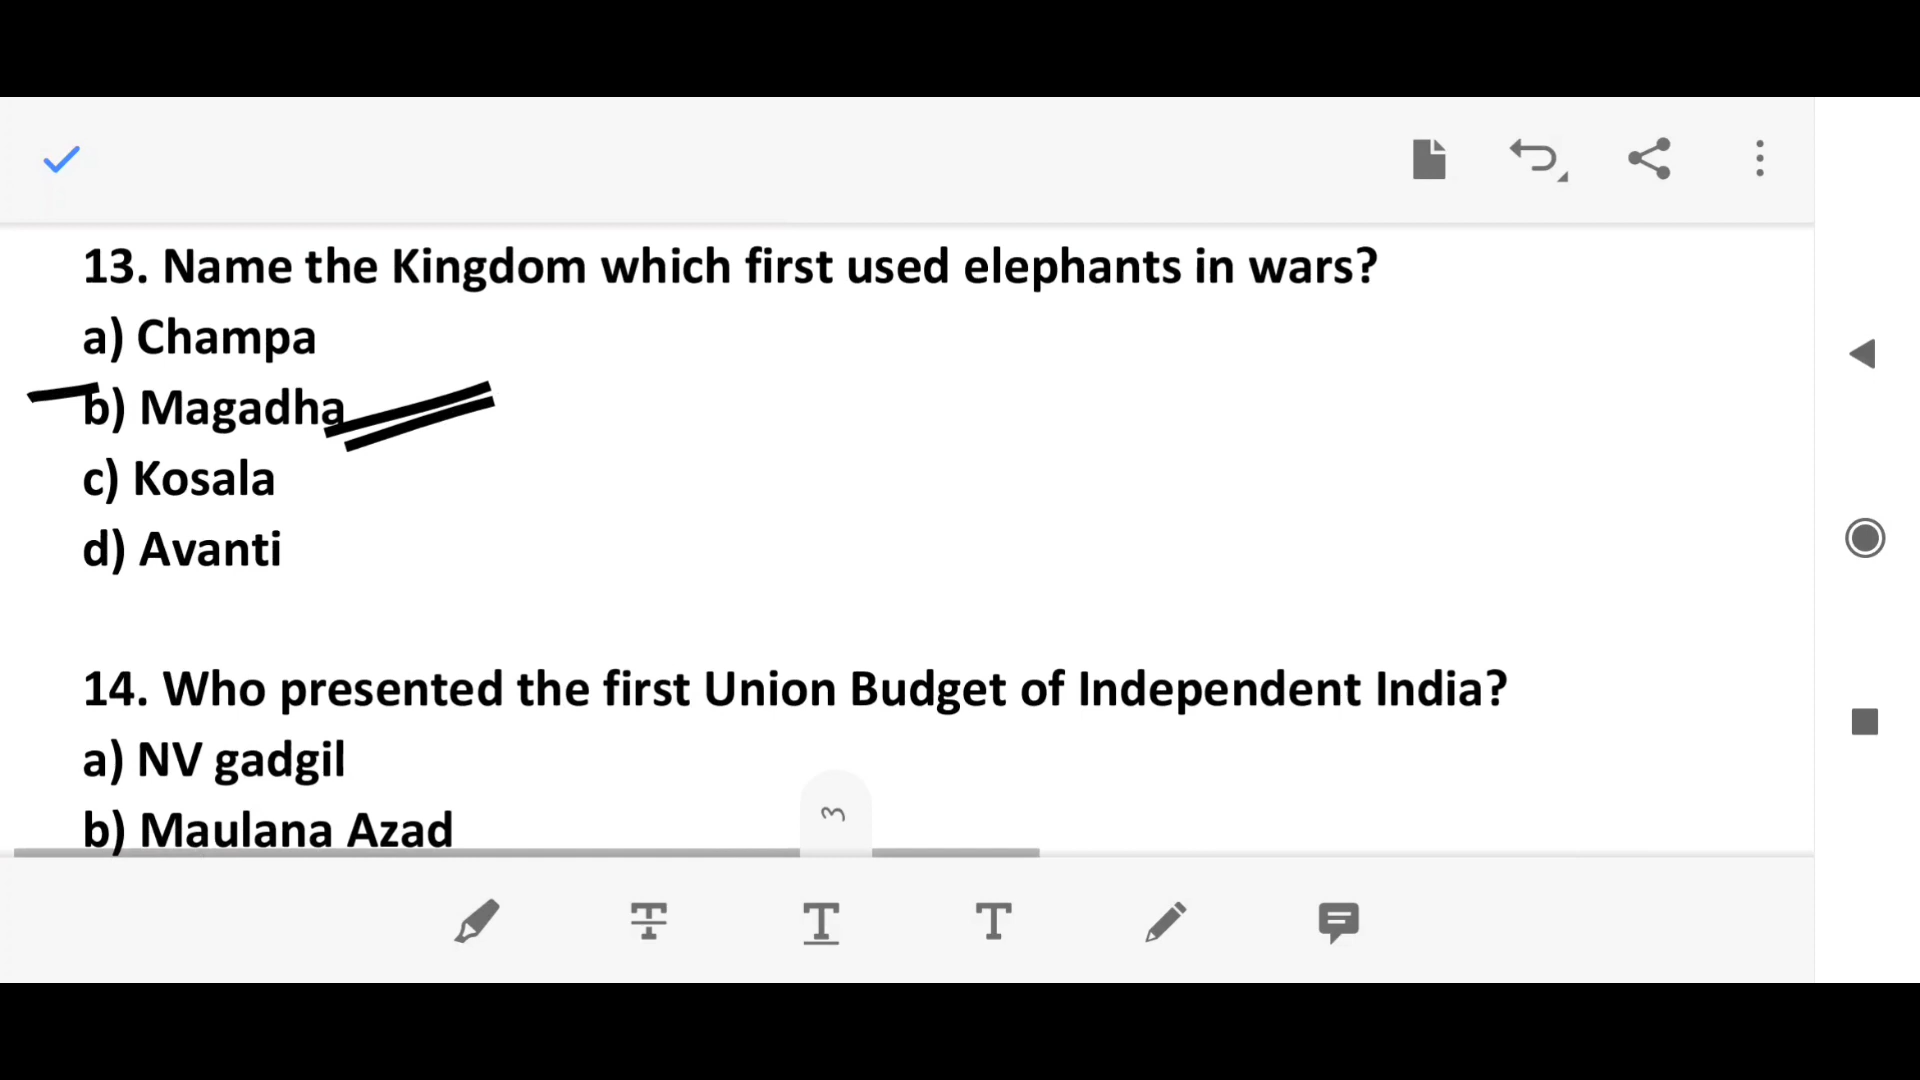 13. Name the Kingdom which first used elephants in wars?
a) Champa
b) Magadha
c) Kosala
d) Avanti
14. Who presented the first Union Budget of Independent India?
a) NV gadgil
b) Maulana Azad
3